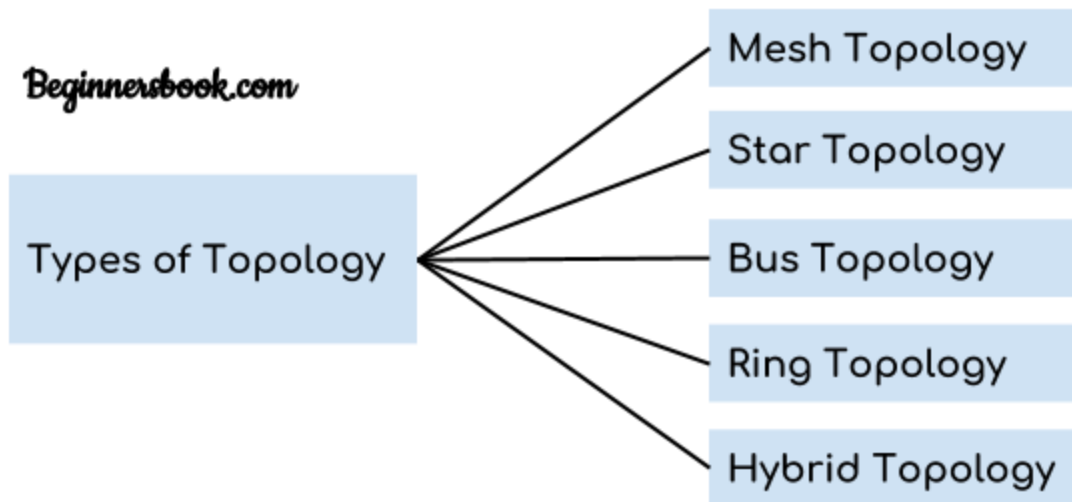 Beginnersbook.com
Types of Topology
Mesh Topology
Star Topology
Bus Topology
Ring Topology
Hybrid Topology